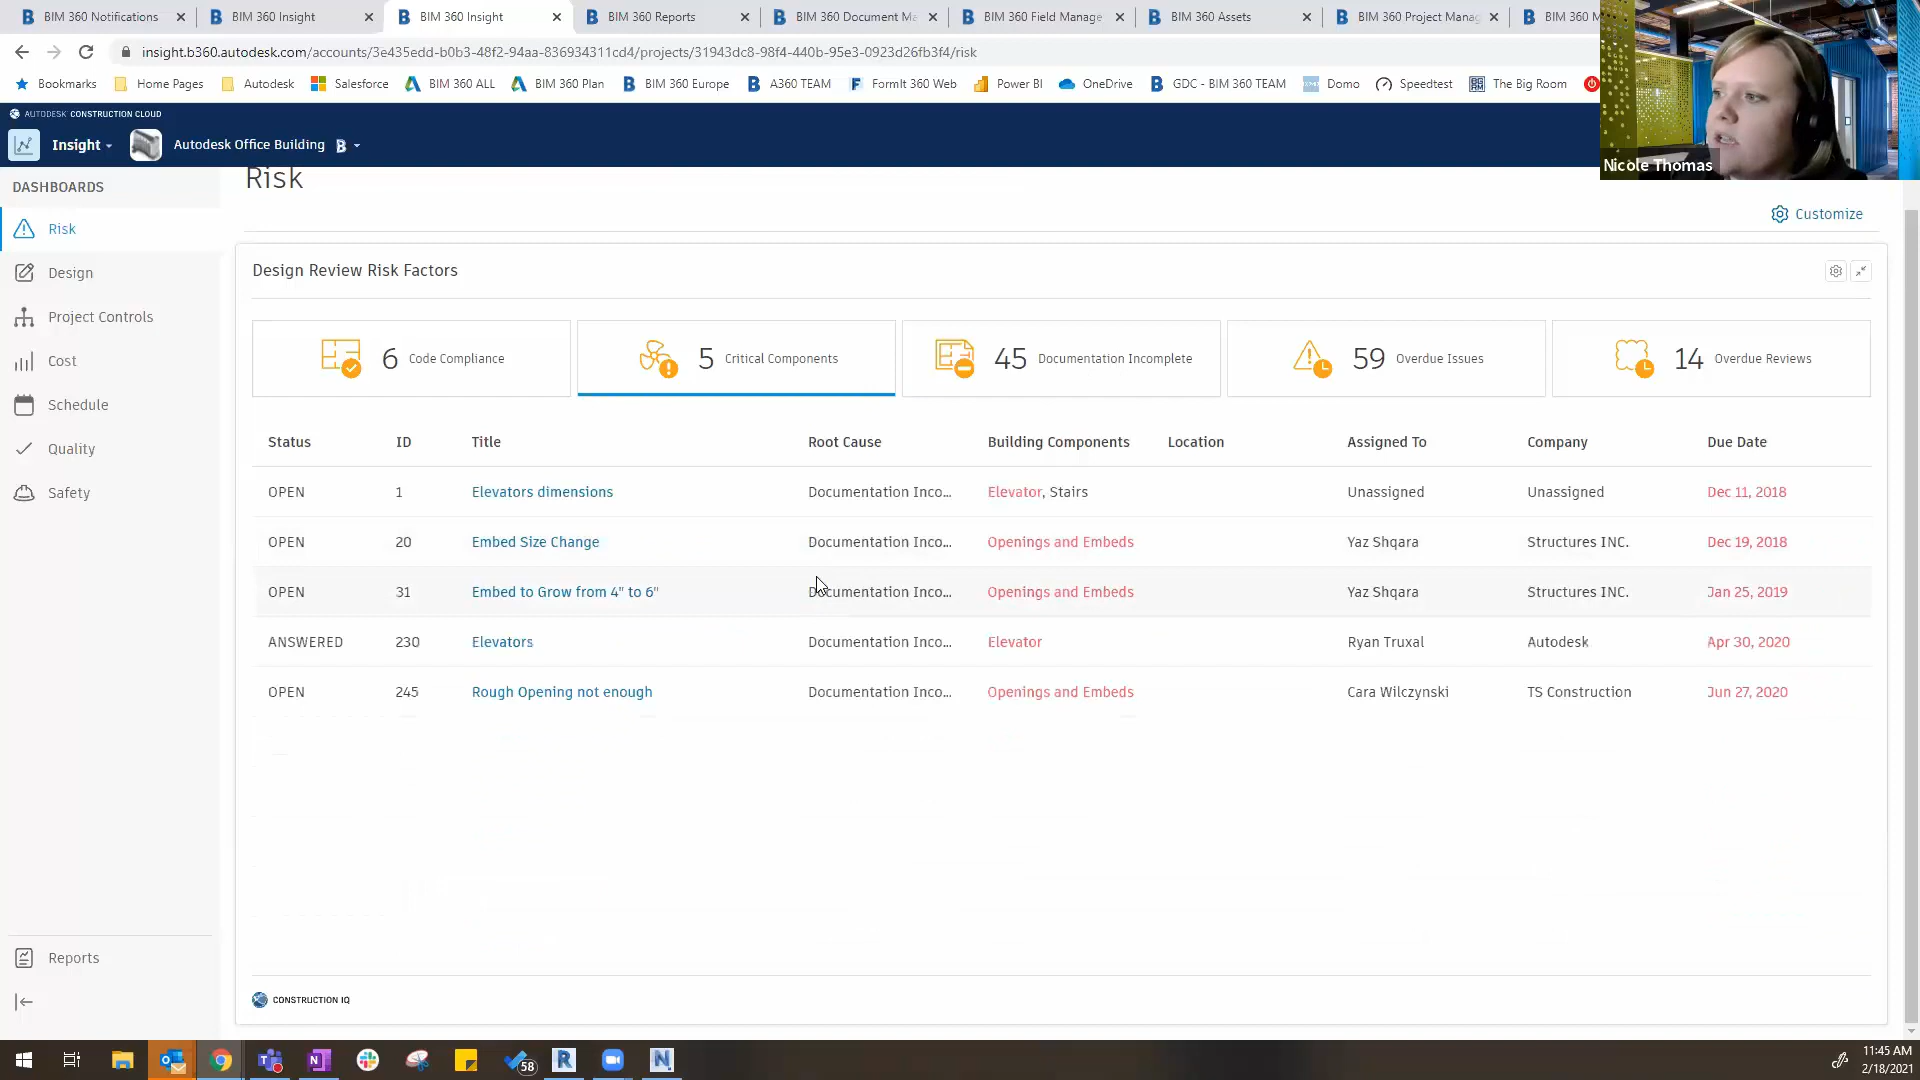 BIM 360 Notifications
BIM 360 Insight
BIM 360 Insight
BIM 360 Reports
BIM 360 Document Ma
BIM 360 Field Manage
BIM 360 Assets
BIM 360 Project Manag
BIM 360 M
insight.b360.autodesk.com/accounts/3e435edd-b0b3-48f2-94aa-836934311cd4/projects/31943dc8-98f4-440b-95e3-0923d26fb3f4/risk
Bookmarks
Home Pages
Autodesk
Salesforce
BIM 360 ALL
BIM 360 Plan
BIM 360 Europe
A360 TEAM
FormIt 360 Web
Power BI
OneDrive
GDC - BIM 360 TEAM
Domo
Speedtest
The Big Room
Nicole Thomas
AUTODESK CONSTRUCTION CLOUD
Insight
Autodesk Office Building
DASHBOARDS
Risk
Design
Project Controls
Cost
Schedule
Quality
Safety
Reports
Risk
Customize
Design Review Risk Factors
6 Code Compliance
5 Critical Components
45 Documentation Incomplete
59 Overdue Issues
14 Overdue Reviews
Status ID Title Root Cause Building Components Location Assigned To Company Due Date
OPEN 1 Elevators dimensions Documentation Inco... Elevator, Stairs Unassigned Unassigned Dec 11, 2018
OPEN 20 Embed Size Change Documentation Inco... Openings and Embeds Yaz Shqara Structures INC. Dec 19, 2018
OPEN 31 Embed to Grow from 4" to 6" Documentation Inco... Openings and Embeds Yaz Shqara Structures INC. Jan 25, 2019
ANSWERED 230 Elevators Documentation Inco... Elevator Ryan Truxal Autodesk Apr 30, 2020
OPEN 245 Rough Opening not enough Documentation Inco... Openings and Embeds Cara Wilczynski TS Construction Jun 27, 2020
CONSTRUCTION IQ
58
11:45 AM
2/18/2021